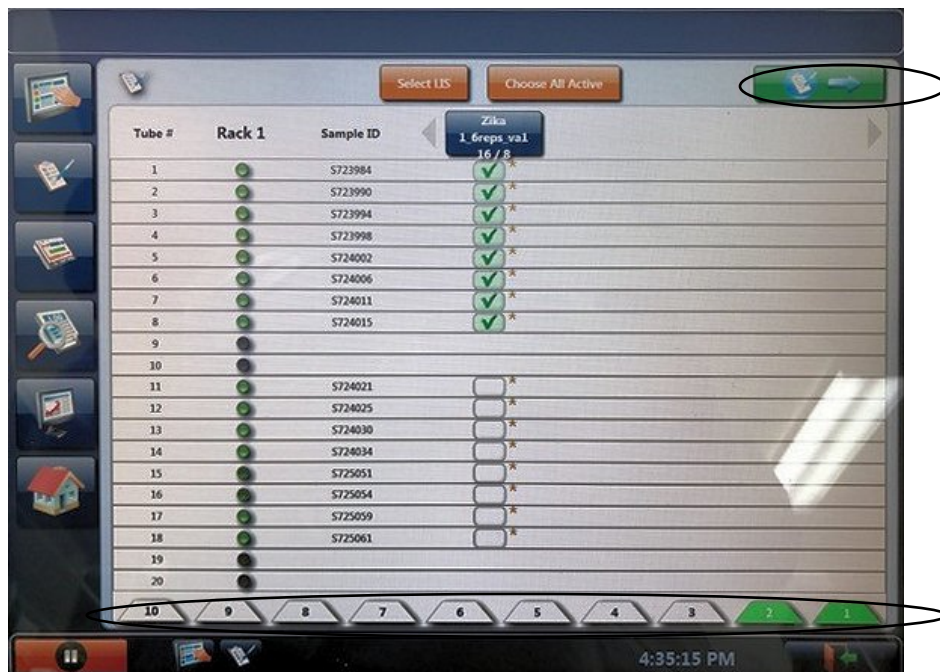 Select LIS Choose All Active
Tube # Rack 1 Sample ID Zika
1_6reps_va1
16 / 8
1 S723984 *
2 S723990 *
3 S723994 *
4 S723998 *
5 S724002 *
6 S724006 *
7 S724011 *
8 S724015 *
9
10
11 S724021 *
12 S724025 *
13 S724030 *
14 S724034 *
15 S725051 *
16 S725054 *
17 S725059 *
18 S725061 *
19
20
10 9 8 7 6 5 4 3 2 1
4:35:15 PM